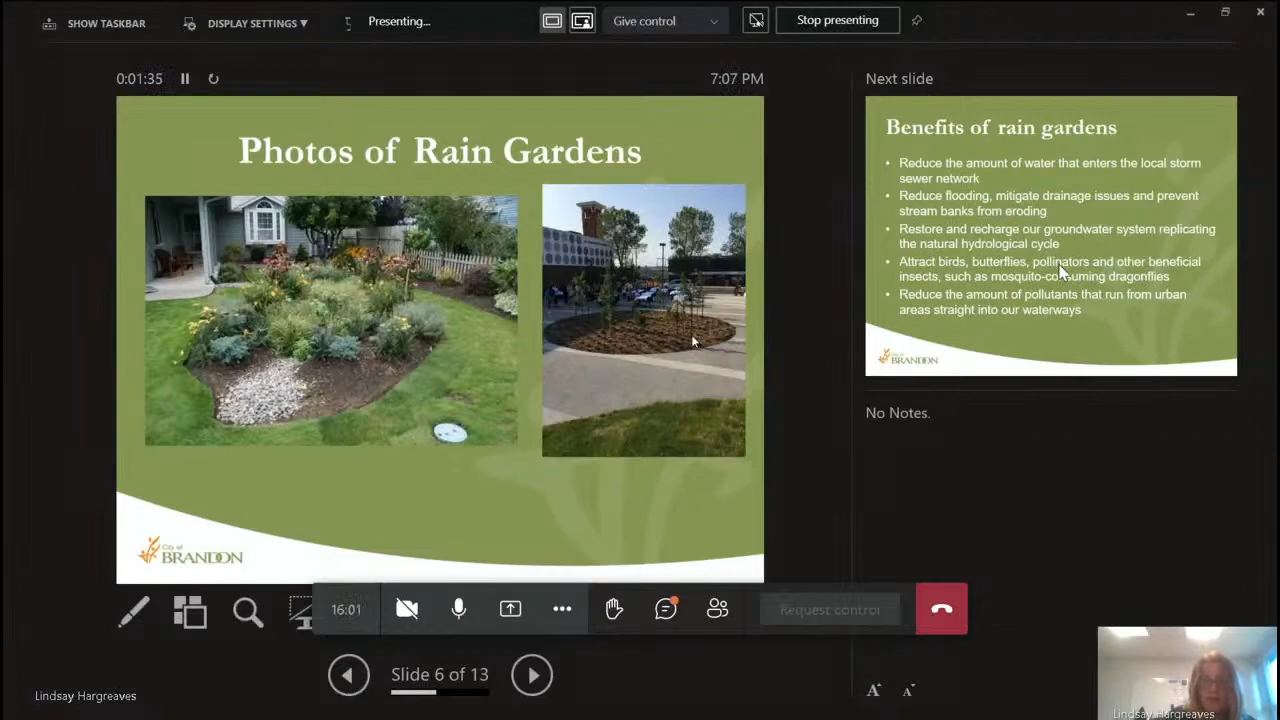 SHOW TASKBAR
DISPLAY SETTINGS ▼
Presenting...
Give control
Stop presenting
0:01:35
7:07 PM
Photos of Rain Gardens
City of
BRANDON
Next slide
Benefits of rain gardens
• Reduce the amount of water that enters the local storm
sewer network
• Reduce flooding, mitigate drainage issues and prevent
stream banks from eroding
• Restore and recharge our groundwater system replicating
the natural hydrological cycle
• Attract birds, butterflies, pollinators and other beneficial
insects, such as mosquito-consuming dragonflies
• Reduce the amount of pollutants that run from urban
areas straight into our waterways
City of
BRANDON
No Notes.
16:01
Request control
Slide 6 of 13
A A
Lindsay Hargreaves
Lindsay Hargreaves